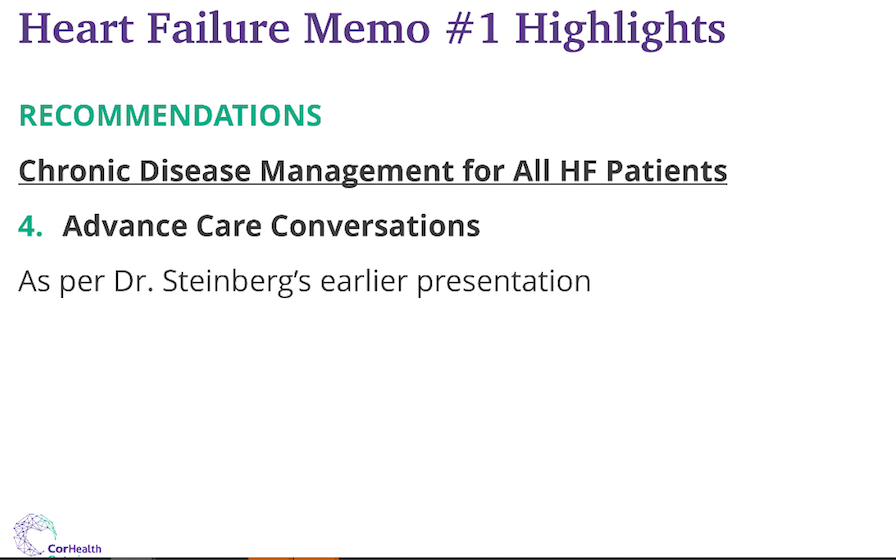 Heart Failure Memo #1 Highlights
RECOMMENDATIONS
Chronic Disease Management for All HF Patients
4. Advance Care Conversations
As per Dr. Steinberg’s earlier presentation
CorHealth